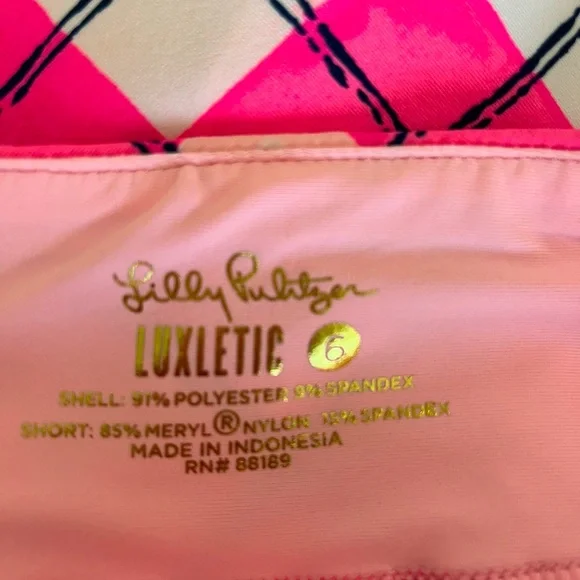 Lilly Pulitzer
LUXLETIC 6
SHELL: 91% POLYESTER 9% SPANDEX
SHORT: 85% MERYL® NYLON 15% SPANDEX
MADE IN INDONESIA
RN# 88189